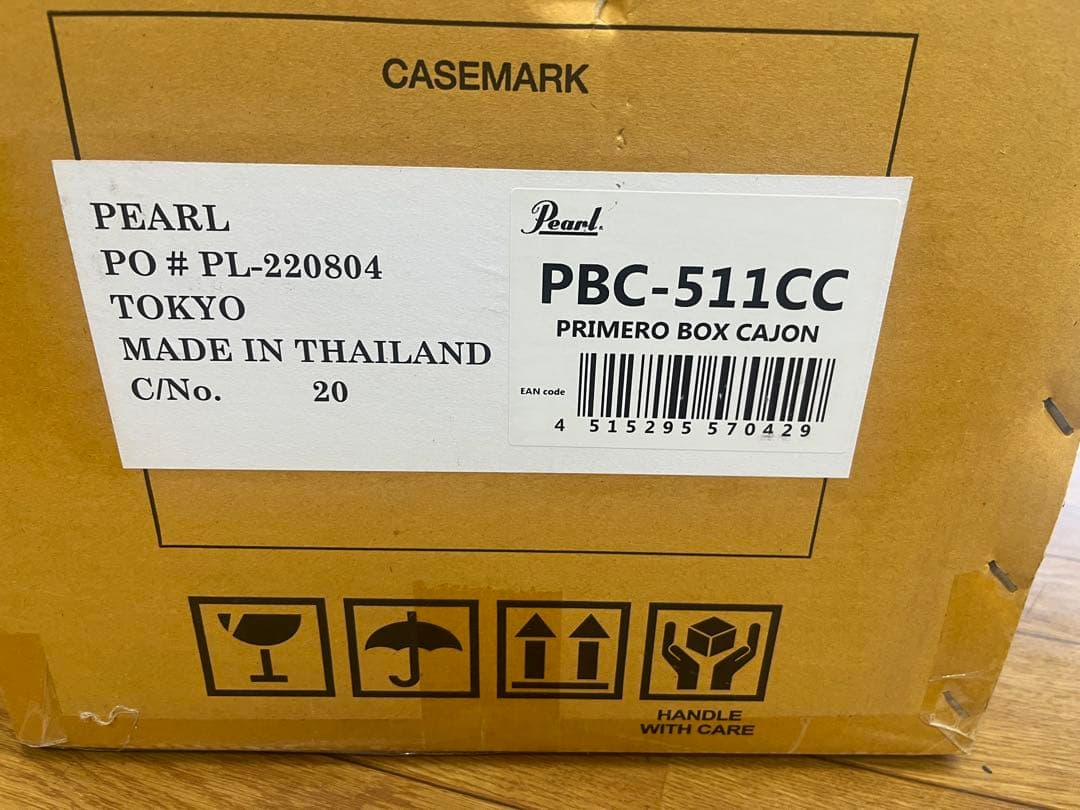 CASEMARK
PEARL
PO # PL-220804
TOKYO
MADE IN THAILAND
C/No. 20
Pearl
PBC-511CC
PRIMERO BOX CAJON
EAN code
4 515295 570429
HANDLE
WITH CARE